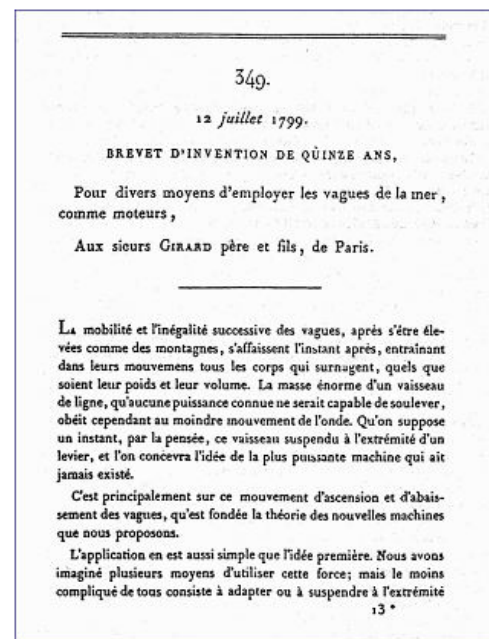 349.
12 juillet 1799.
BREVET D'INVENTION DE QUINZE ANS,
Pour divers moyens d'employer les vagues de la mer,
comme moteurs,
Aux sieurs GIRARD père et fils, de Paris.
LA mobilité et l'inégalité successive des vagues, après s'être éle-
vées comme des montagnes, s'affaissent l'instant après, entraînant
dans leurs mouvemens tous les corps qui surnagent, quels que
soient leur poids et leur volume. La masse énorme d'un vaisseau
de ligne, qu'aucune puissance connue ne serait capable de soulever,
obéit cependant au moindre mouvement de l'onde. Qu'on suppose
un instant, par la pensée, ce vaisseau suspendu à l'extrémité d'un
levier, et l'on concevra l'idée de la plus puissante machine qui ait
jamais existé.
C'est principalement sur ce mouvement d'ascension et d'abais-
sement des vagues, qu'est fondée la théorie des nouvelles machines
que nous proposons.
L'application en est aussi simple que l'idée première. Nous avons
imaginé plusieurs moyens d'utiliser cette force; mais le moins
compliqué de tous consiste à adapter ou à suspendre à l'extrémité
13 *